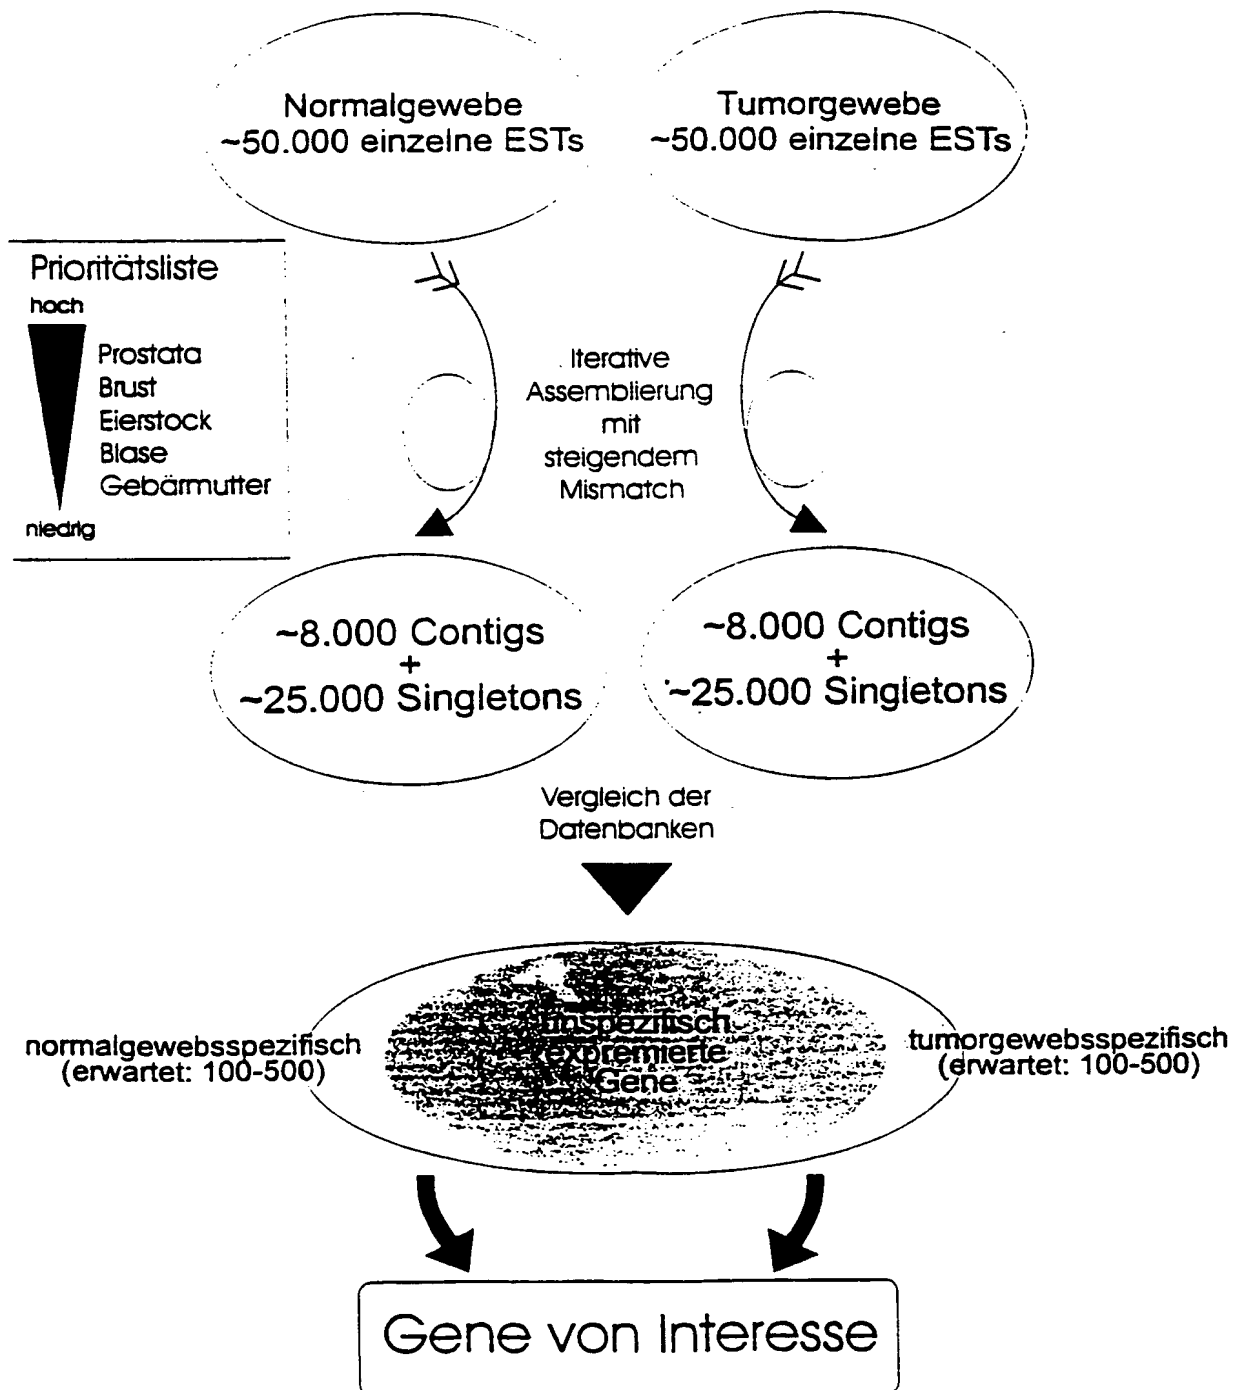 Normalgewebe
~50.000 einzelne ESTs
Tumorgewebe
~50.000 einzelne ESTs
Prioritätsliste
hoch
Prostata
Brust
Eierstock
Blase
Gebärmutter
niedrig
Iterative
Assemblierung
mit
steigendem
Mismatch
~8.000 Contigs
+
~25.000 Singletons
~8.000 Contigs
+
~25.000 Singletons
Vergleich der
Datenbanken
normalgewebsspezifisch
(erwartet: 100-500)
unspezifisch
expremierte
Gene
tumorgewebsspezifisch
(erwartet: 100-500)
Gene von Interesse